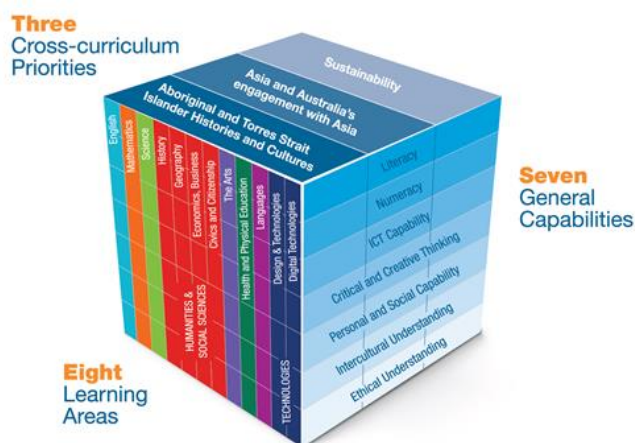 Three
Cross-curriculum
Priorities
Sustainability
Asia and Australia's
engagement with Asia
Aboriginal and Torres Strait
Islander Histories and Cultures
English
Mathematics
Science
History
Geography
Economics, Business
Civics and Citizenship
HUMANITIES &
SOCIAL SCIENCES
The Arts
Health and Physical Education
Languages
Design & Technologies
Digital Technologies
TECHNOLOGIES
Literacy
Numeracy
ICT Capability
Critical and Creative Thinking
Personal and Social Capability
Intercultural Understanding
Ethical Understanding
Seven
General
Capabilities
Eight
Learning
Areas